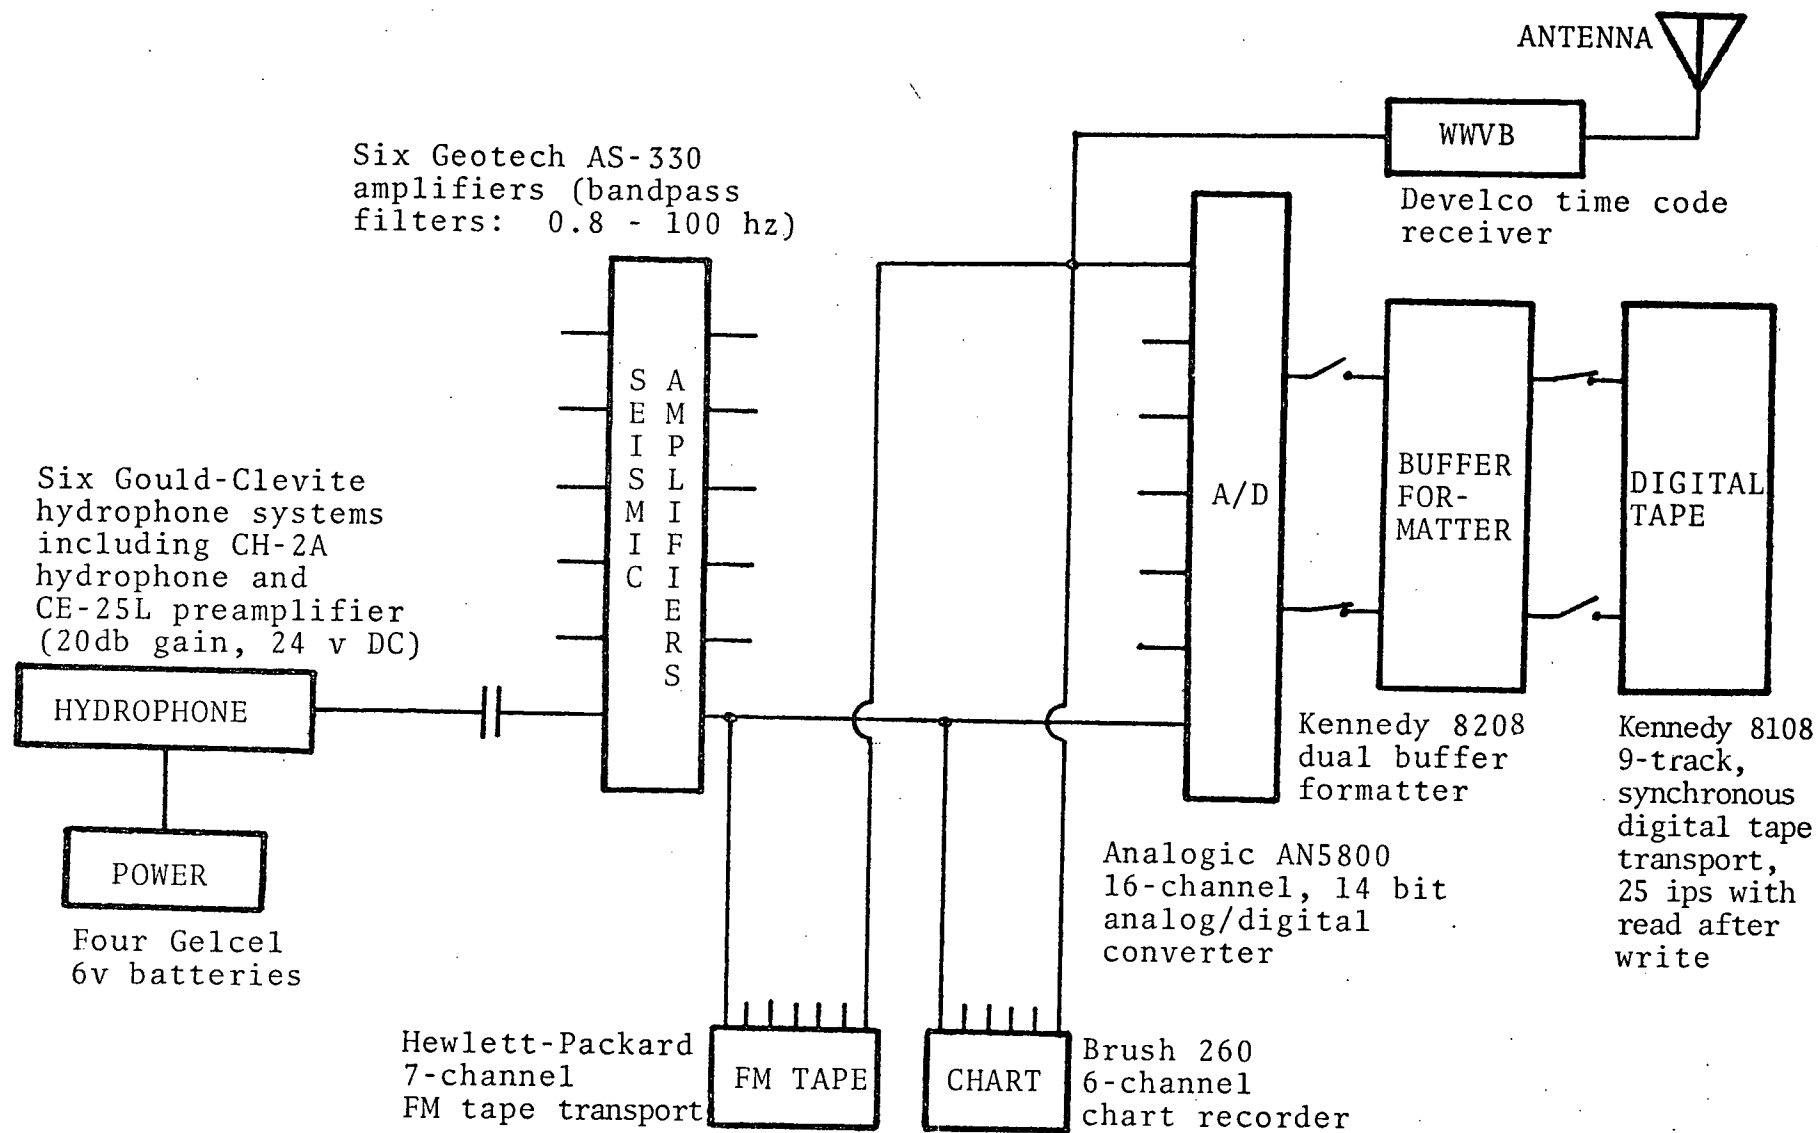 ANTENNA
WWVB
Develco time code
receiver
Six Geotech AS-330
amplifiers (bandpass
filters: 0.8 - 100 hz)
SEISMIC
AMPLIFIERS
Six Gould-Clevite
hydrophone systems
including CH-2A
hydrophone and
CE-25L preamplifier
(20db gain, 24 v DC)
HYDROPHONE
POWER
Four Gelcel
6v batteries
A/D
BUFFER
FOR-
MATTER
DIGITAL
TAPE
Kennedy 8208
dual buffer
formatter
Kennedy 8108
9-track,
synchronous
digital tape
transport,
25 ips with
read after
write
Analogic AN5800
16-channel, 14 bit
analog/digital
converter
Hewlett-Packard
7-channel
FM tape transport
FM TAPE
CHART
Brush 260
6-channel
chart recorder